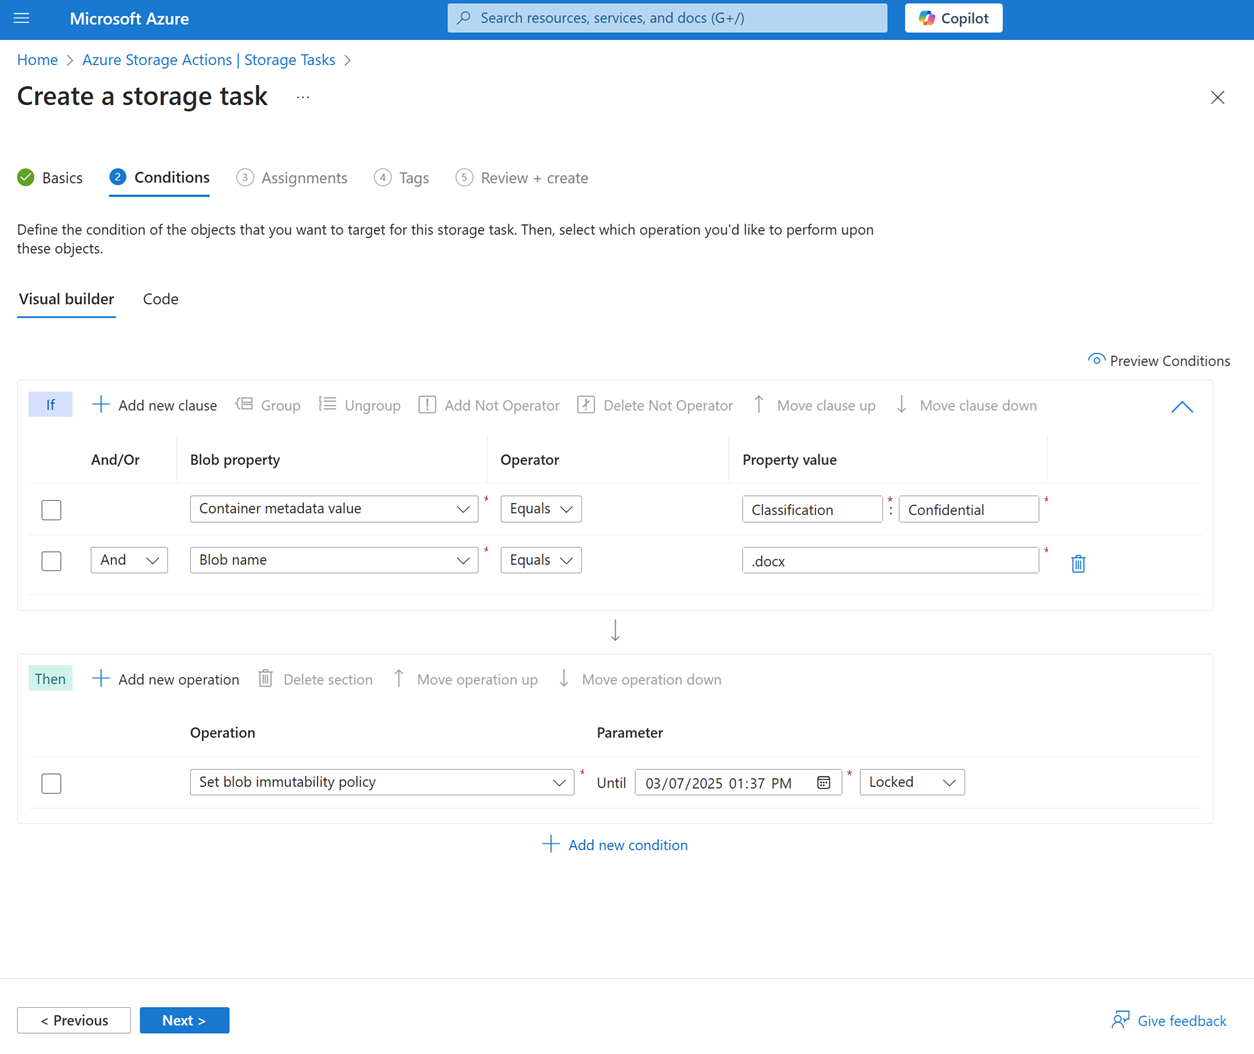 Microsoft Azure
Search resources, services, and docs (G+/)
Copilot
Home > Azure Storage Actions | Storage Tasks >
Create a storage task ...
Basics
2 Conditions
3 Assignments
4 Tags
5 Review + create
Define the condition of the objects that you want to target for this storage task. Then, select which operation you'd like to perform upon
these objects.
Visual builder
Code
Preview Conditions
If
Add new clause
Group
Ungroup
Add Not Operator
Delete Not Operator
Move clause up
Move clause down
And/Or
Blob property
Operator
Property value
Container metadata value *
Equals
Classification * : Confidential *
And
Blob name *
Equals
.docx *
Then
Add new operation
Delete section
Move operation up
Move operation down
Operation
Parameter
Set blob immutability policy *
Until 03/07/2025 01:37 PM *
Locked
Add new condition
< Previous
Next >
Give feedback